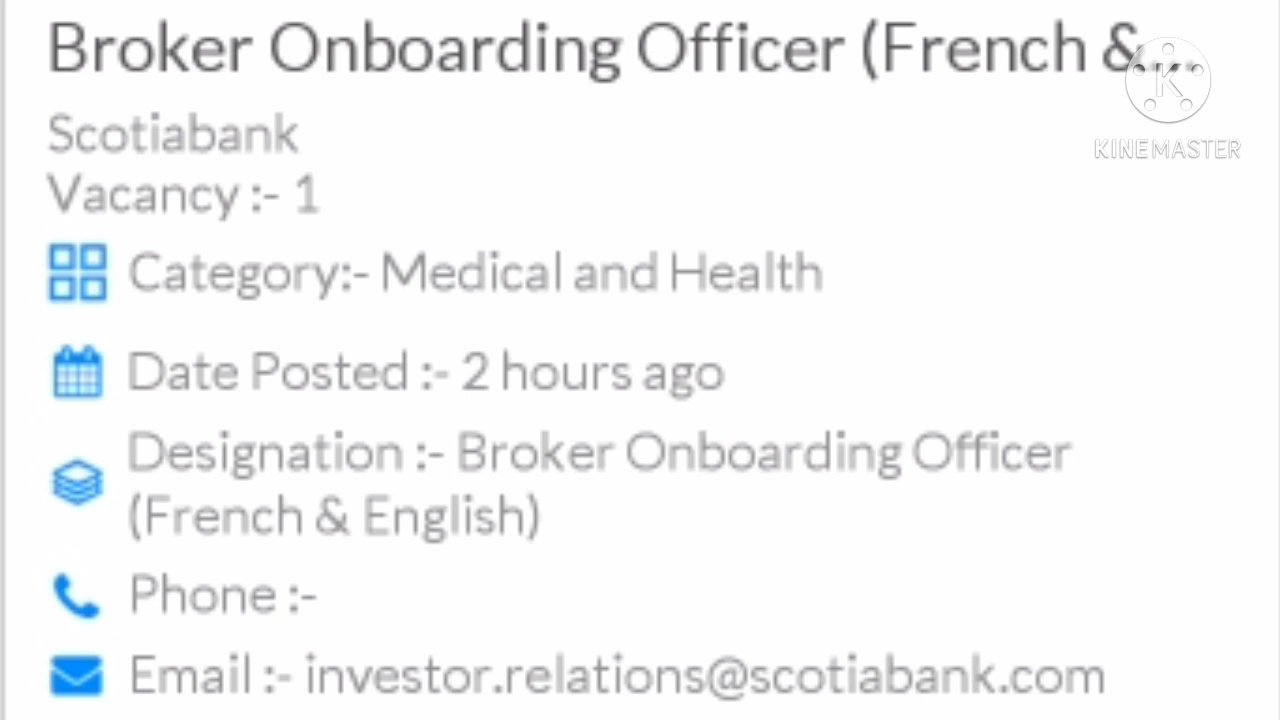 Broker Onboarding Officer (French &...
KINEMASTER
Scotiabank
Vacancy :- 1
Category:- Medical and Health
Date Posted :- 2 hours ago
Designation :- Broker Onboarding Officer
(French & English)
Phone :-
Email :- investor.relations@scotiabank.com